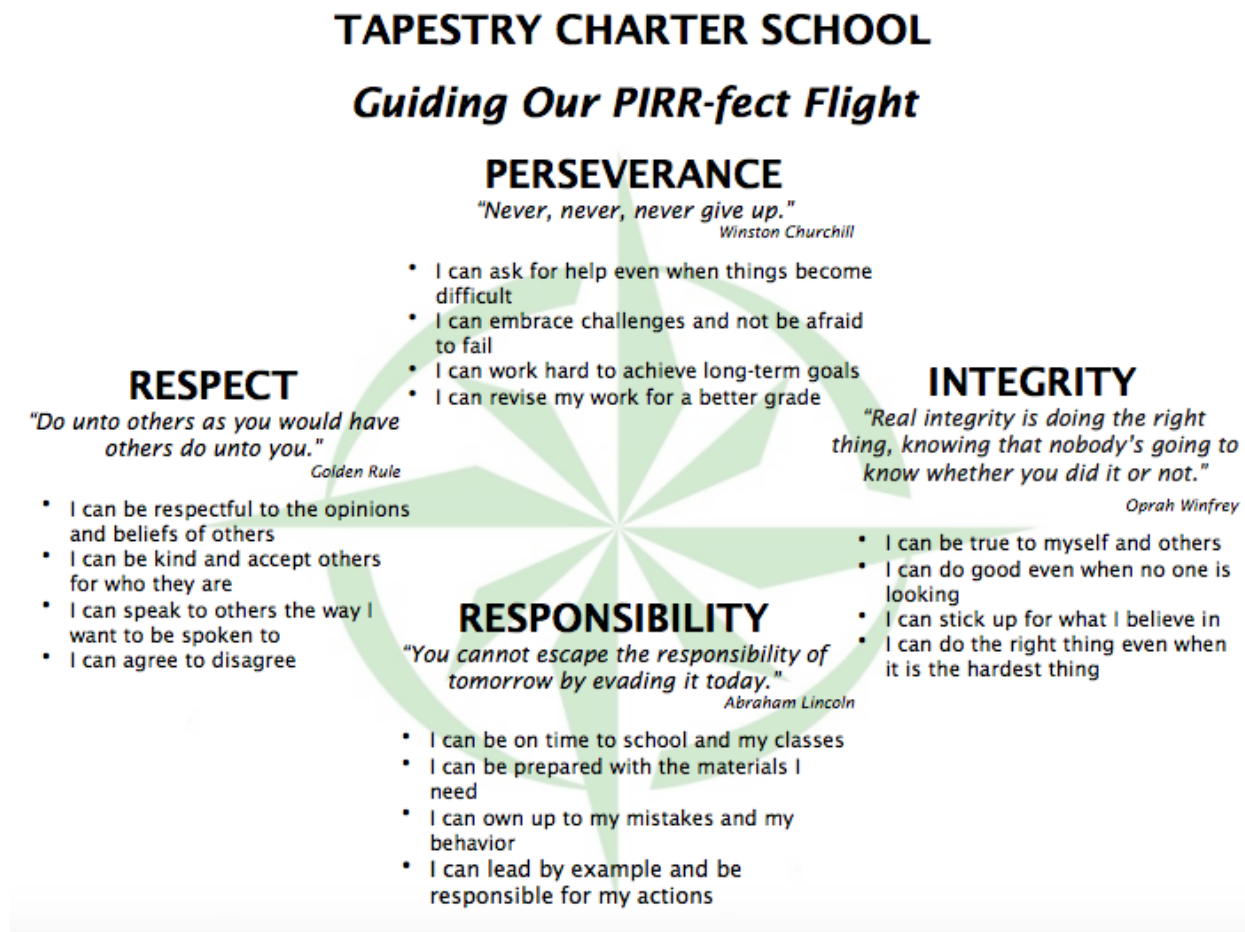 TAPESTRY CHARTER SCHOOL
Guiding Our PIRR-fect Flight
PERSEVERANCE
"Never, never, never give up."
Winston Churchill
• I can ask for help even when things become
difficult
• I can embrace challenges and not be afraid
to fail
• I can work hard to achieve long-term goals
• I can revise my work for a better grade
RESPECT
"Do unto others as you would have
others do unto you."
Golden Rule
• I can be respectful to the opinions
and beliefs of others
• I can be kind and accept others
for who they are
• I can speak to others the way I
want to be spoken to
• I can agree to disagree
INTEGRITY
"Real integrity is doing the right
thing, knowing that nobody's going to
know whether you did it or not."
Oprah Winfrey
• I can be true to myself and others
• I can do good even when no one is
looking
• I can stick up for what I believe in
• I can do the right thing even when
it is the hardest thing
RESPONSIBILITY
"You cannot escape the responsibility of
tomorrow by evading it today."
Abraham Lincoln
• I can be on time to school and my classes
• I can be prepared with the materials I
need
• I can own up to my mistakes and my
behavior
• I can lead by example and be
responsible for my actions